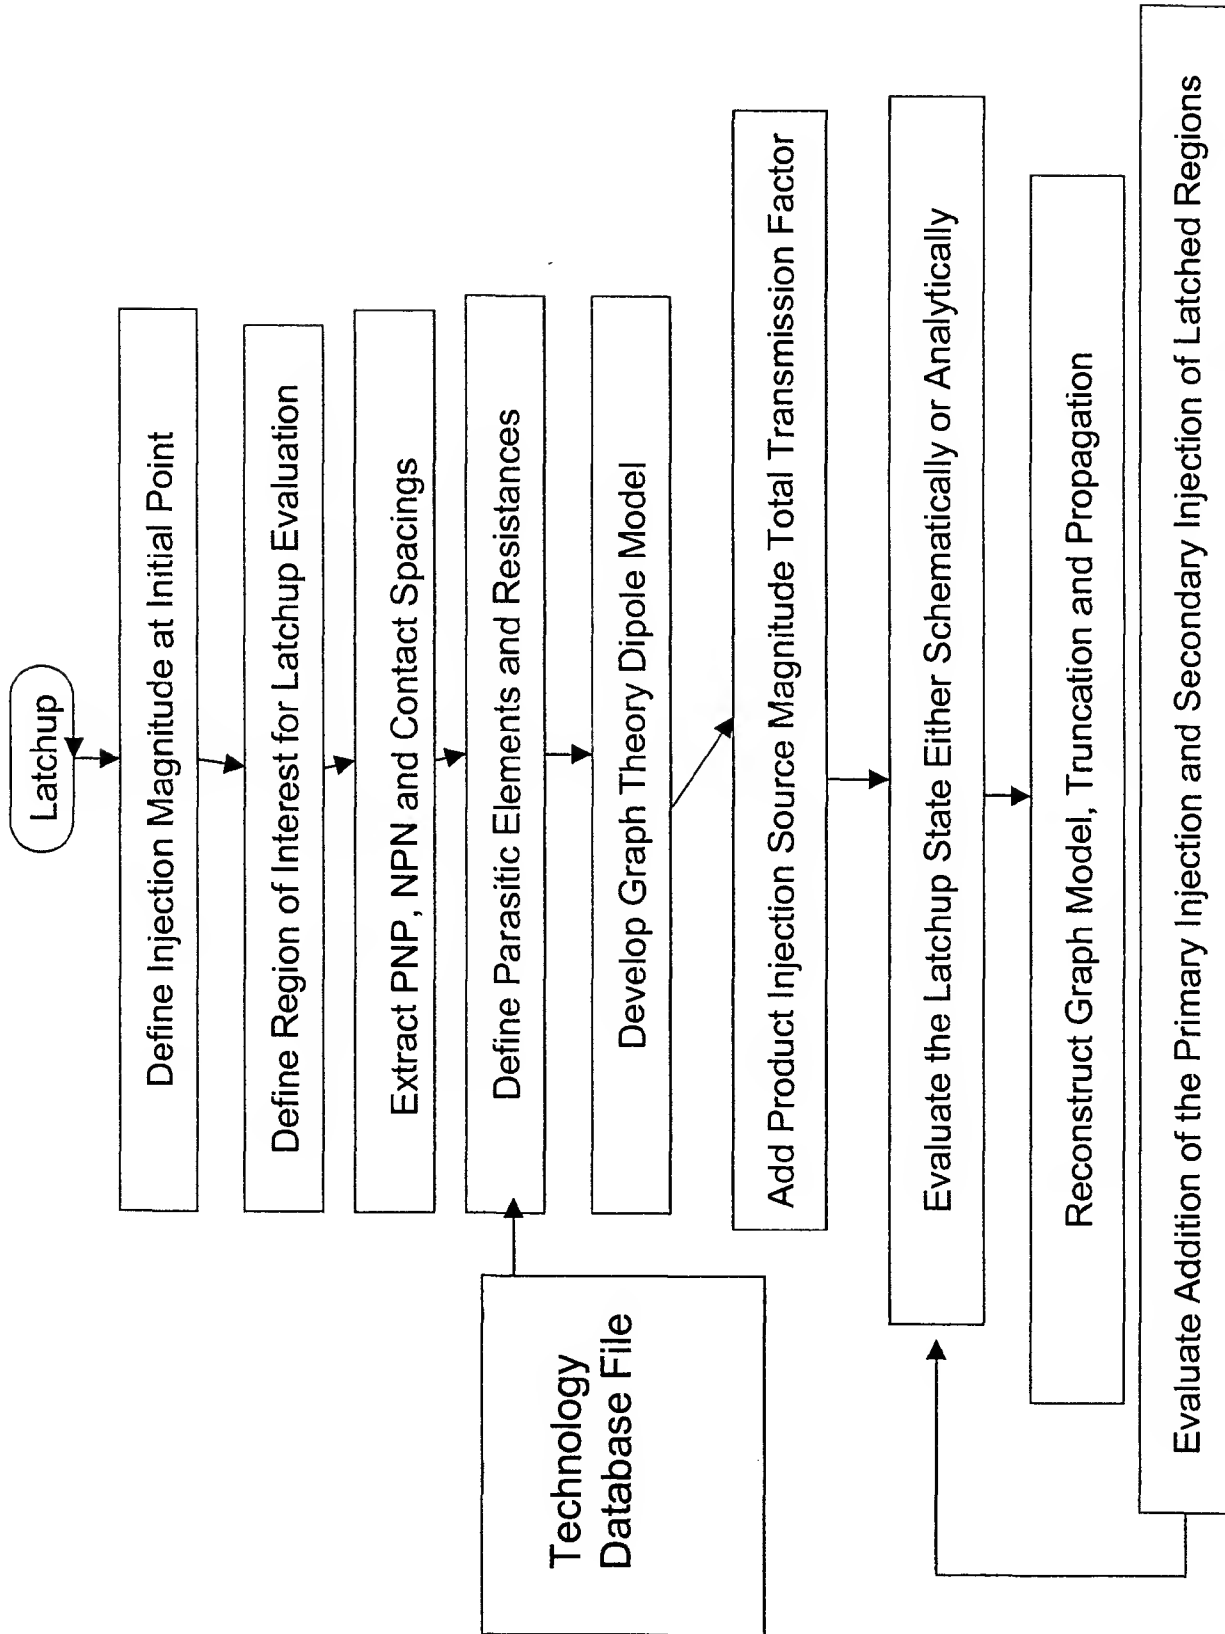 Latchup
Define Injection Magnitude at Initial Point
Define Region of Interest for Latchup Evaluation
Extract PNP, NPN and Contact Spacings
Define Parasitic Elements and Resistances
Technology
Database File
Develop Graph Theory Dipole Model
Add Product Injection Source Magnitude Total Transmission Factor
Evaluate the Latchup State Either Schematically or Analytically
Reconstruct Graph Model, Truncation and Propagation
Evaluate Addition of the Primary Injection and Secondary Injection of Latched Regions